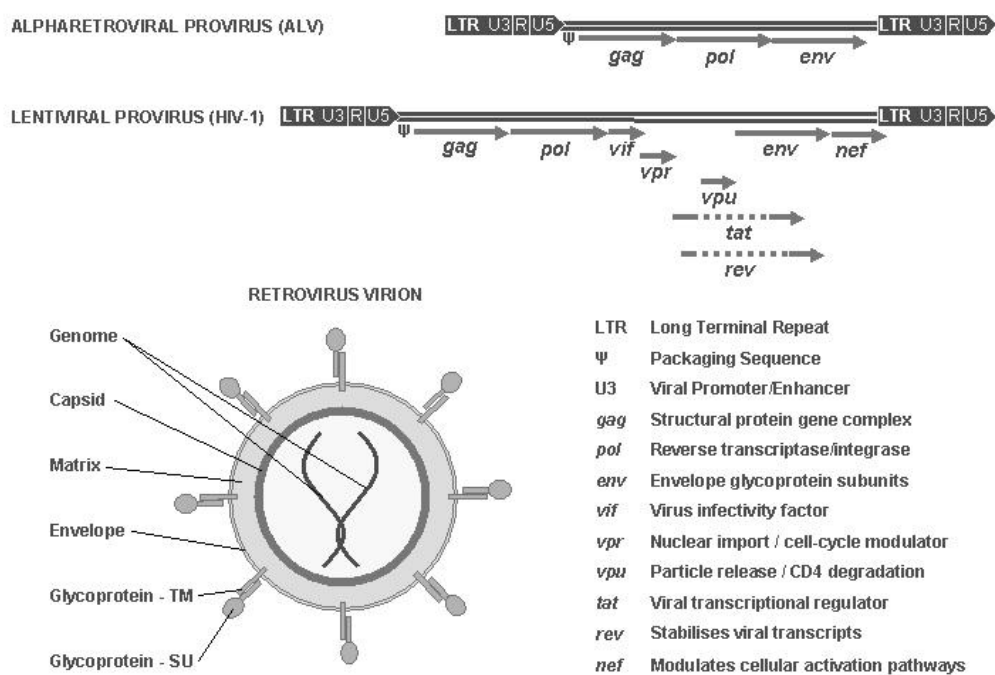 ALPHARETROVIRAL PROVIRUS (ALV) LTR U3 R U5 LTR U3 R U5
Ψ gag pol env
LENTIVIRAL PROVIRUS (HIV-1) LTR U3 R U5 LTR U3 R U5
Ψ gag pol vif env nef
vpr
vpu
tat
rev
RETROVIRUS VIRION
Genome
Capsid
Matrix
Envelope
Glycoprotein - TM
Glycoprotein - SU
LTR Long Terminal Repeat
Ψ Packaging Sequence
U3 Viral Promoter/Enhancer
gag Structural protein gene complex
pol Reverse transcriptase/integrase
env Envelope glycoprotein subunits
vif Virus infectivity factor
vpr Nuclear import / cell-cycle modulator
vpu Particle release / CD4 degradation
tat Viral transcriptional regulator
rev Stabilises viral transcripts
nef Modulates cellular activation pathways